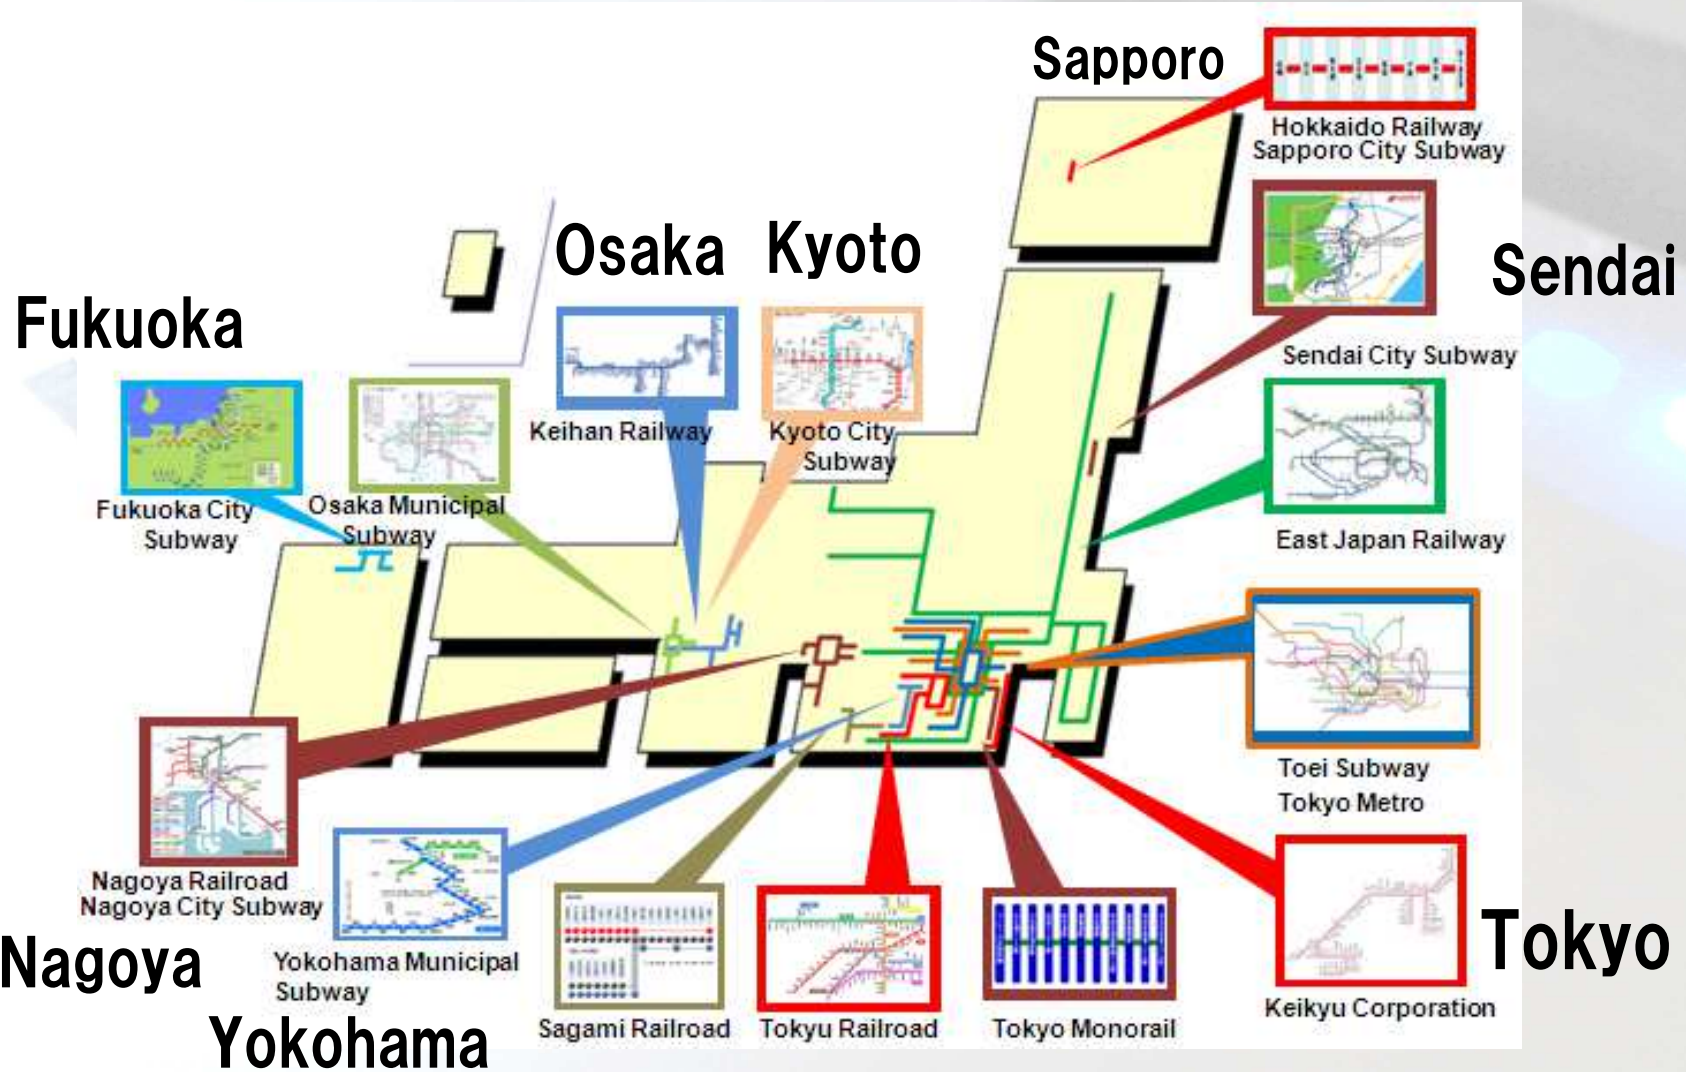 Sapporo
Hokkaido Railway
Sapporo City Subway
Osaka
Kyoto
Sendai
Fukuoka
Sendai City Subway
Keihan Railway
Kyoto City
Subway
Fukuoka City
Subway
Osaka Municipal
Subway
East Japan Railway
Toei Subway
Tokyo Metro
Nagoya Railroad
Nagoya City Subway
Nagoya
Yokohama Municipal
Subway
Yokohama
Sagami Railroad
Tokyu Railroad
Tokyo Monorail
Keikyu Corporation
Tokyo